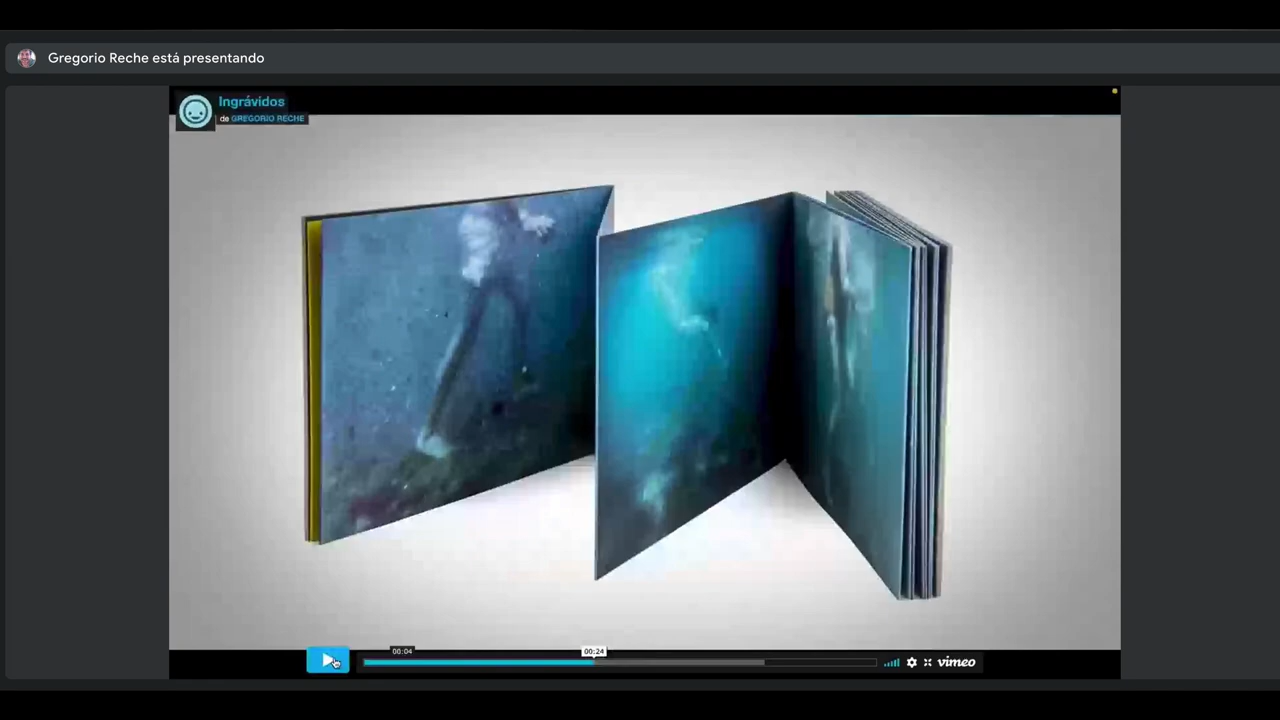 Gregorio Reche está presentando
Ingrávidos
de GREGORIO RECHE
00:04
00:24
vimeo